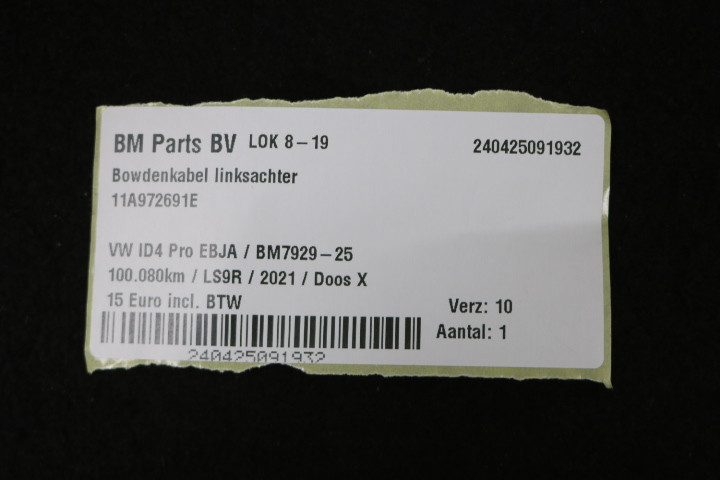 BM Parts BV LOK 8-19 240425091932
Bowdenkabel linksachter
11A972691E
VW ID4 Pro EBJA / BM7929-25
100.080km / LS9R / 2021 / Doos X
15 Euro incl. BTW Verz: 10
Aantal: 1
240425091932